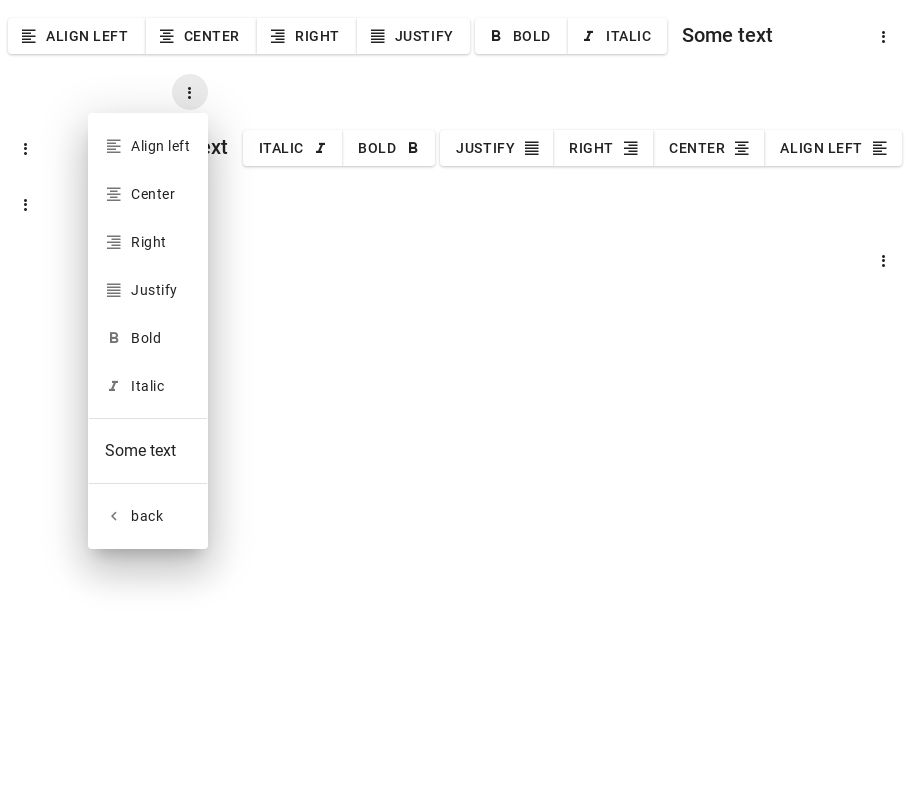 ALIGN LEFT CENTER RIGHT JUSTIFY BOLD ITALIC Some text
ITALIC BOLD JUSTIFY RIGHT CENTER ALIGN LEFT
Align left
Center
Right
Justify
Bold
Italic
Some text
back